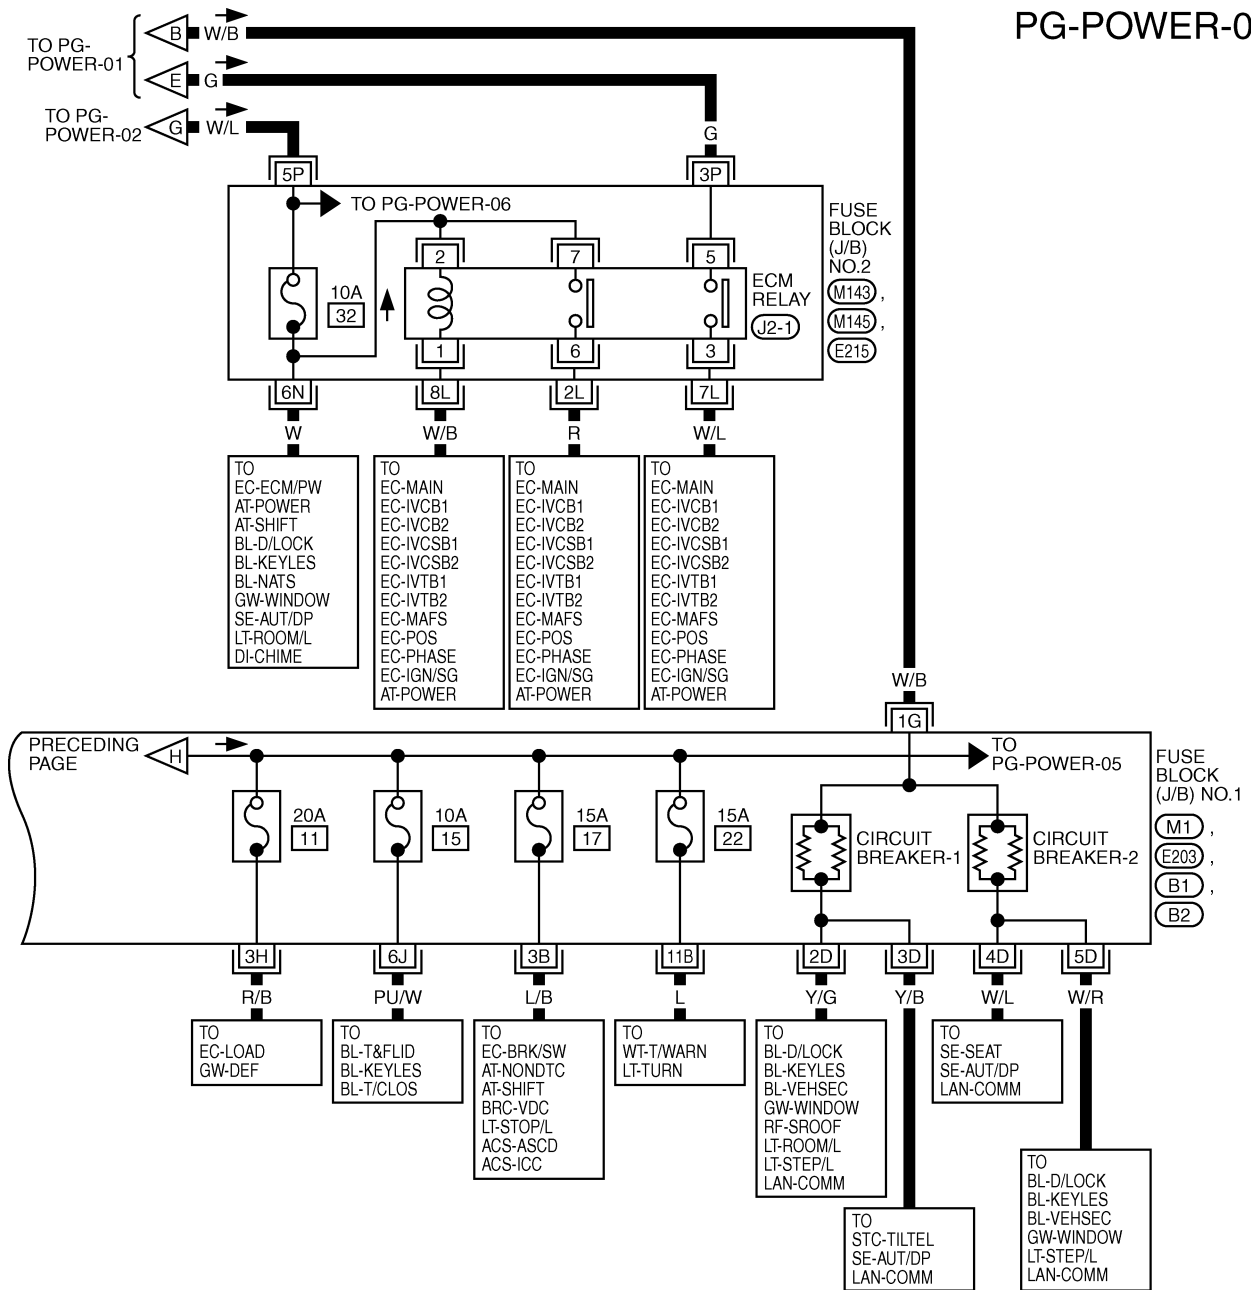 PG-POWER-0
TO PG-
POWER-01
B
W/B
E
G
TO PG-
POWER-02
G
W/L
G
5P
3P
TO PG-POWER-06
2
7
5
10A
32
ECM
RELAY
J2-1
FUSE
BLOCK
(J/B)
NO.2
M143 ,
M145 ,
E215
1
6
3
6N
8L
2L
7L
W
W/B
R
W/L
TO
EC-ECM/PW
AT-POWER
AT-SHIFT
BL-D/LOCK
BL-KEYLES
BL-NATS
GW-WINDOW
SE-AUT/DP
LT-ROOM/L
DI-CHIME
TO
EC-MAIN
EC-IVCB1
EC-IVCB2
EC-IVCSB1
EC-IVCSB2
EC-IVTB1
EC-IVTB2
EC-MAFS
EC-POS
EC-PHASE
EC-IGN/SG
AT-POWER
TO
EC-MAIN
EC-IVCB1
EC-IVCB2
EC-IVCSB1
EC-IVCSB2
EC-IVTB1
EC-IVTB2
EC-MAFS
EC-POS
EC-PHASE
EC-IGN/SG
AT-POWER
TO
EC-MAIN
EC-IVCB1
EC-IVCB2
EC-IVCSB1
EC-IVCSB2
EC-IVTB1
EC-IVTB2
EC-MAFS
EC-POS
EC-PHASE
EC-IGN/SG
AT-POWER
W/B
1G
PRECEDING
PAGE
H
TO
PG-POWER-05
FUSE
BLOCK
(J/B) NO.1
M1 ,
E203 ,
B1 ,
B2
20A
11
10A
15
15A
17
15A
22
CIRCUIT
BREAKER-1
CIRCUIT
BREAKER-2
3H
6J
3B
11B
2D
3D
4D
5D
R/B
PU/W
L/B
L
Y/G
Y/B
W/L
W/R
TO
EC-LOAD
GW-DEF
TO
BL-T&FLID
BL-KEYLES
BL-T/CLOS
TO
EC-BRK/SW
AT-NONDTC
AT-SHIFT
BRC-VDC
LT-STOP/L
ACS-ASCD
ACS-ICC
TO
WT-T/WARN
LT-TURN
TO
BL-D/LOCK
BL-KEYLES
BL-VEHSEC
GW-WINDOW
RF-SROOF
LT-ROOM/L
LT-STEP/L
LAN-COMM
TO
STC-TILTEL
SE-AUT/DP
LAN-COMM
TO
SE-SEAT
SE-AUT/DP
LAN-COMM
TO
BL-D/LOCK
BL-KEYLES
BL-VEHSEC
GW-WINDOW
LT-STEP/L
LAN-COMM